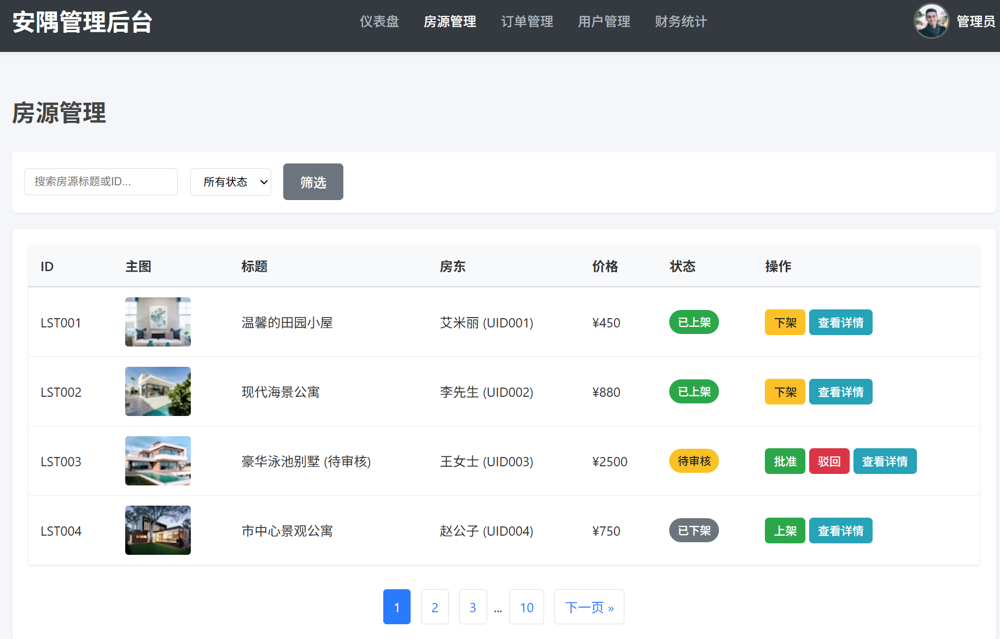 安隅管理后台
仪表盘 房源管理 订单管理 用户管理 财务统计
管理员
房源管理
搜索房源标题或ID... 所有状态 筛选
ID 主图 标题 房东 价格 状态 操作
LST001 温馨的田园小屋 艾米丽 (UID001) ¥450 已上架 下架 查看详情
LST002 现代海景公寓 李先生 (UID002) ¥880 已上架 下架 查看详情
LST003 豪华泳池别墅 (待审核) 王女士 (UID003) ¥2500 待审核 批准 驳回 查看详情
LST004 市中心景观公寓 赵公子 (UID004) ¥750 已下架 上架 查看详情
1 2 3 ... 10 下一页 »